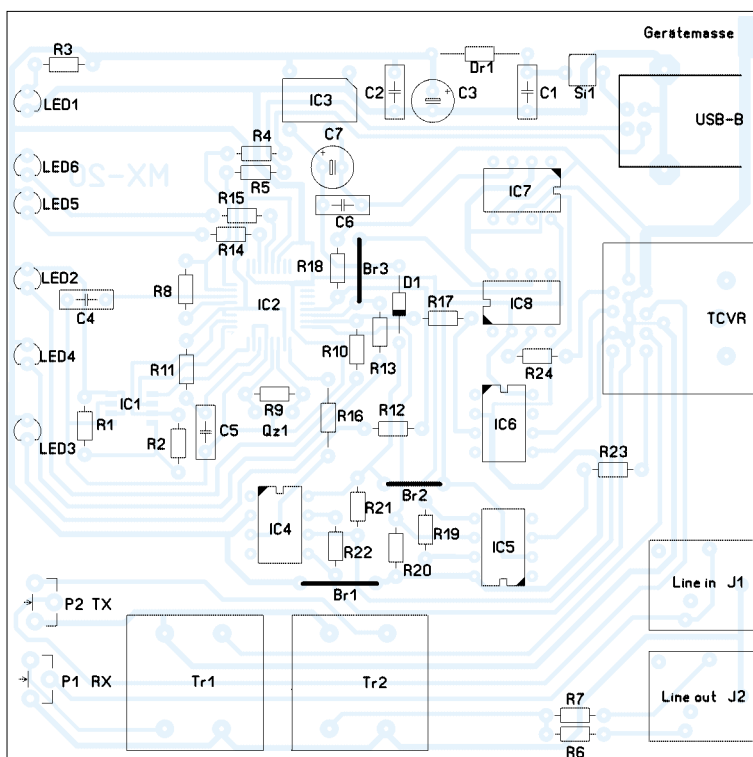 Gerätemasse
R3
Dr1
C2
C3
C1
Si1
LED1
IC3
USB-B
R4
C7
LED6
MX-2U
R5
IC7
LED5
R15
C6
R14
R18
Br3
LED2
R8
IC2
D1
R17
IC8
TCVR
C4
R10
R13
LED4
R11
R24
IC1
R9
R16
R12
IC6
R1
R2
C5
Qz1
LED3
R23
Br2
R21
IC4
R19
IC5
R22
R20
Line in J1
Br1
P2 TX
P1 RX
Tr1
Tr2
Line out J2
R7
R6